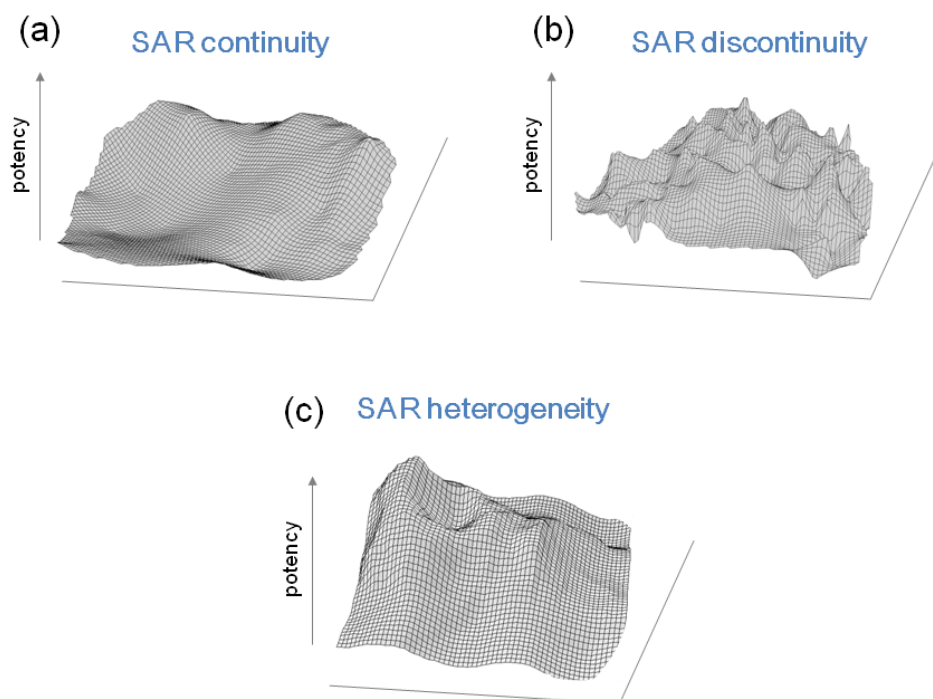 (a)
SAR continuity
potency
(b)
SAR discontinuity
potency
(c)
SAR heterogeneity
potency